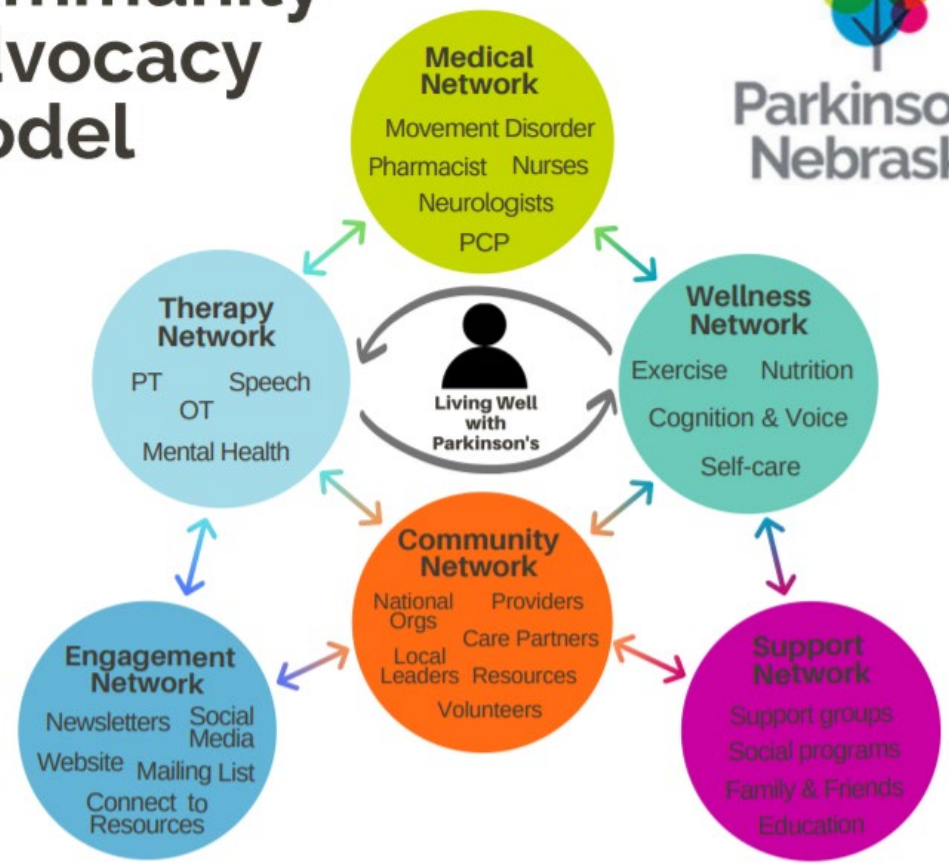 vocacy
odel
Parkinso
Nebrask
Medical
Network
Movement Disorder
Pharmacist Nurses
Neurologists
PCP
Therapy
Network
PT Speech
OT
Mental Health
Living Well
with
Parkinson's
Wellness
Network
Exercise Nutrition
Cognition & Voice
Self-care
Community
Network
National
Orgs
Providers
Care Partners
Local
Leaders
Resources
Volunteers
Engagement
Network
Newsletters
Social
Media
Website
Mailing List
Connect to
Resources
Support
Network
Support groups
Social programs
Family & Friends
Education